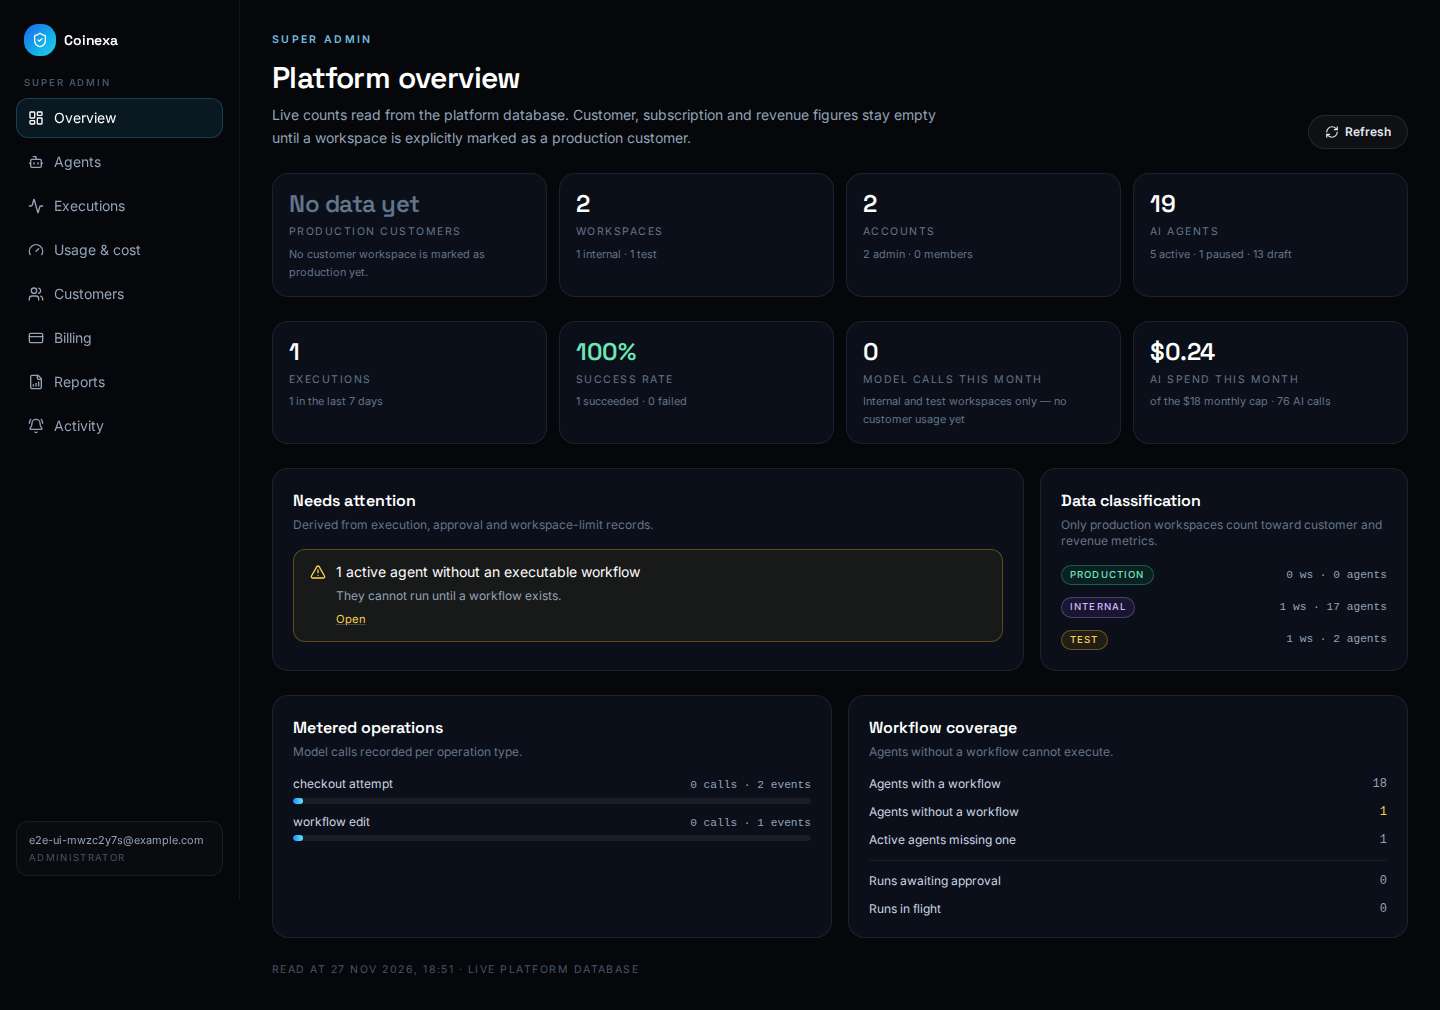 Coinexa
SUPER ADMIN
Overview
Agents
Executions
Usage & cost
Customers
Billing
Reports
Activity
e2e-ui-mwzc2y7s@example.com
ADMINISTRATOR
SUPER ADMIN
Platform overview
Live counts read from the platform database. Customer, subscription and revenue figures stay empty
until a workspace is explicitly marked as a production customer.
Refresh
No data yet
PRODUCTION CUSTOMERS
No customer workspace is marked as
production yet.
2
WORKSPACES
1 internal · 1 test
2
ACCOUNTS
2 admin · 0 members
19
AI AGENTS
5 active · 1 paused · 13 draft
1
EXECUTIONS
1 in the last 7 days
100%
SUCCESS RATE
1 succeeded · 0 failed
0
MODEL CALLS THIS MONTH
Internal and test workspaces only — no
customer usage yet
$0.24
AI SPEND THIS MONTH
of the $18 monthly cap · 76 AI calls
Needs attention
Derived from execution, approval and workspace-limit records.
1 active agent without an executable workflow
They cannot run until a workflow exists.
Open
Data classification
Only production workspaces count toward customer and
revenue metrics.
PRODUCTION 0 ws · 0 agents
INTERNAL 1 ws · 17 agents
TEST 1 ws · 2 agents
Metered operations
Model calls recorded per operation type.
checkout attempt 0 calls · 2 events
workflow edit 0 calls · 1 events
Workflow coverage
Agents without a workflow cannot execute.
Agents with a workflow 18
Agents without a workflow 1
Active agents missing one 1
Runs awaiting approval 0
Runs in flight 0
READ AT 27 NOV 2026, 18:51 · LIVE PLATFORM DATABASE